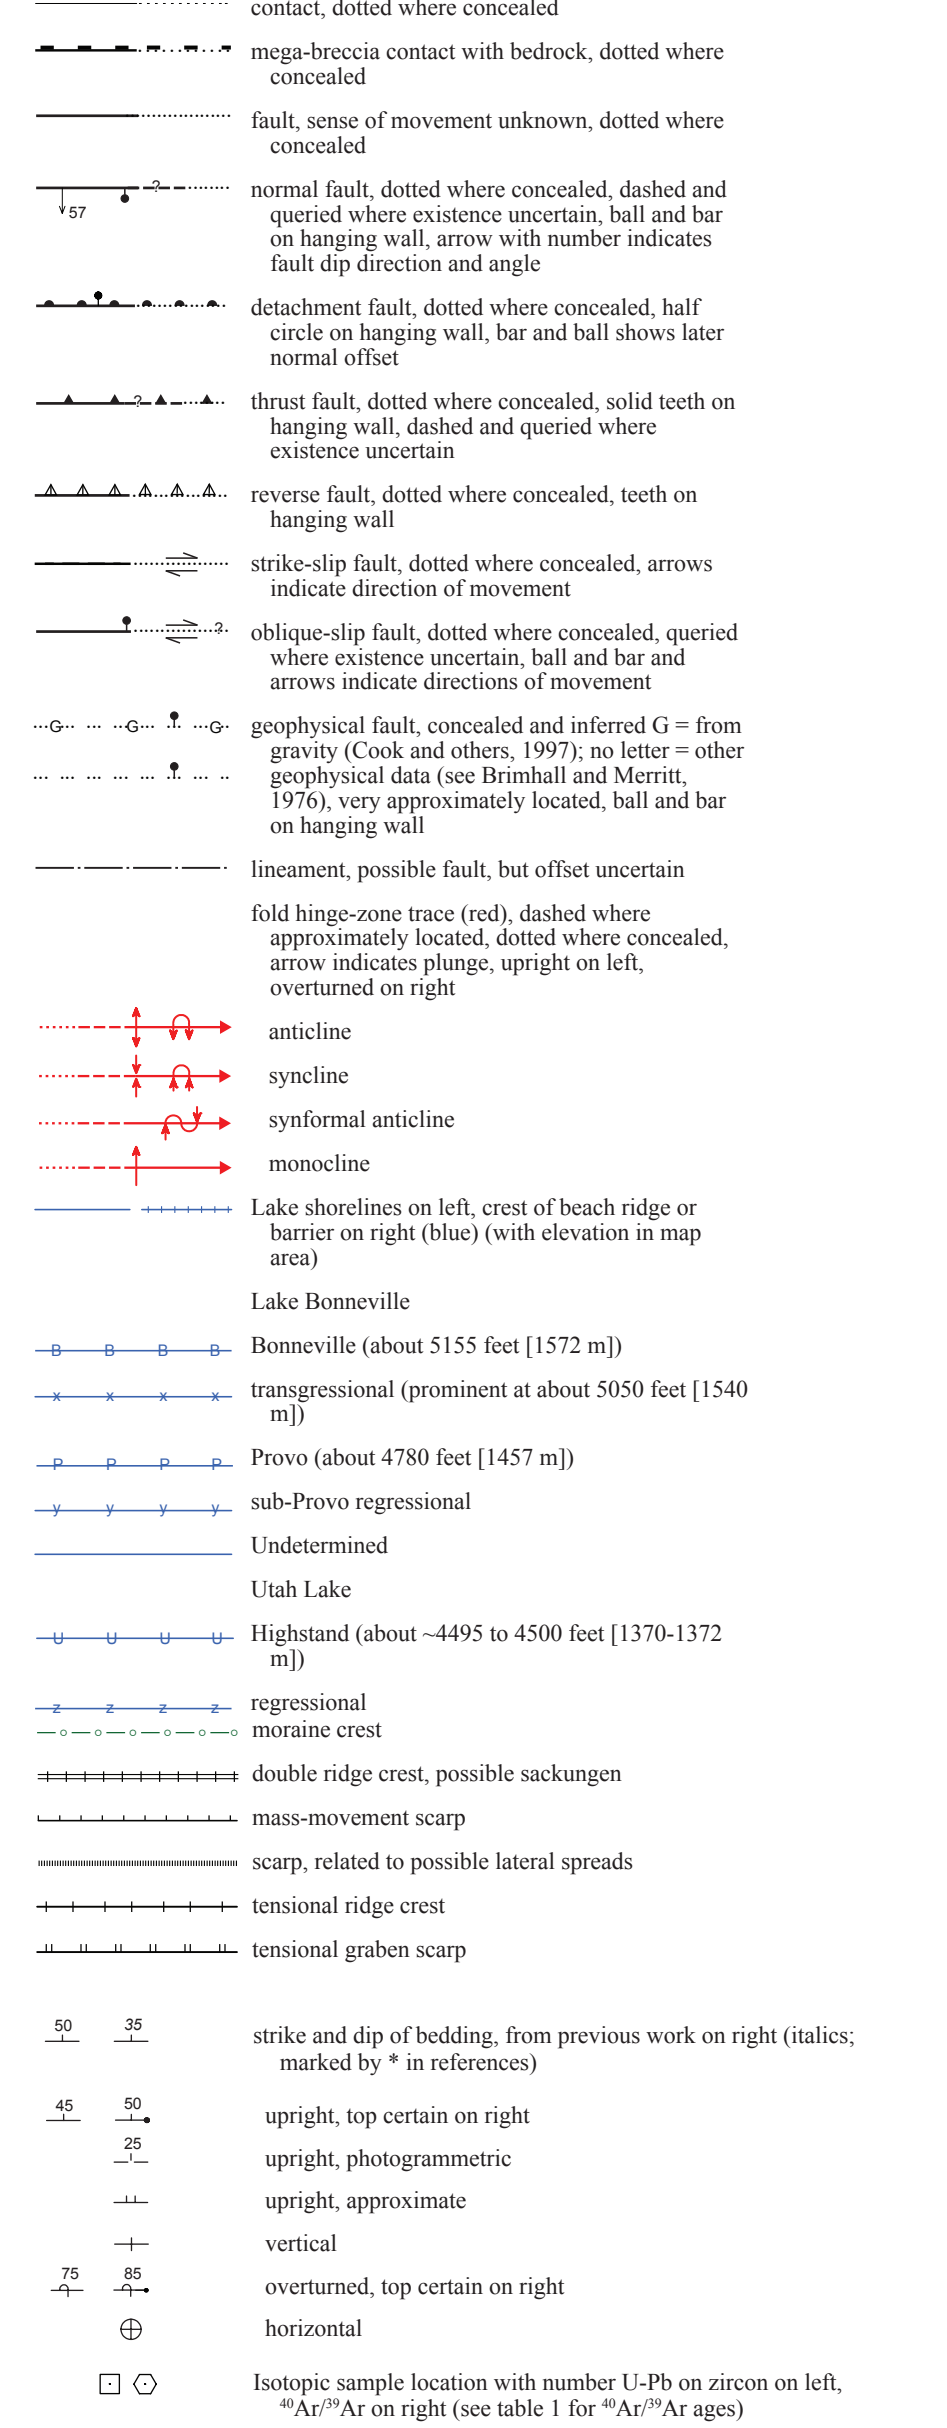 contact, dotted where concealed
mega-breccia contact with bedrock, dotted where
concealed
fault, sense of movement unknown, dotted where
concealed
?
57
normal fault, dotted where concealed, dashed and
queried where existence uncertain, ball and bar
on hanging wall, arrow with number indicates
fault dip direction and angle
detachment fault, dotted where concealed, half
circle on hanging wall, bar and ball shows later
normal offset
?
thrust fault, dotted where concealed, solid teeth on
hanging wall, dashed and queried where
existence uncertain
reverse fault, dotted where concealed, teeth on
hanging wall
strike-slip fault, dotted where concealed, arrows
indicate direction of movement
?
oblique-slip fault, dotted where concealed, queried
where existence uncertain, ball and bar and
arrows indicate directions of movement
G G G
geophysical fault, concealed and inferred G = from
gravity (Cook and others, 1997); no letter = other
geophysical data (see Brimhall and Merritt,
1976), very approximately located, ball and bar
on hanging wall
lineament, possible fault, but offset uncertain
fold hinge-zone trace (red), dashed where
approximately located, dotted where concealed,
arrow indicates plunge, upright on left,
overturned on right
anticline
syncline
synformal anticline
monocline
Lake shorelines on left, crest of beach ridge or
barrier on right (blue) (with elevation in map
area)
Lake Bonneville
B B B B Bonneville (about 5155 feet [1572 m])
x x x x transgressional (prominent at about 5050 feet [1540
m])
P P P P Provo (about 4780 feet [1457 m])
y y y y sub-Provo regressional
Undetermined
Utah Lake
U U U U Highstand (about ~4495 to 4500 feet [1370-1372
m])
z z z z regressional
moraine crest
double ridge crest, possible sackungen
mass-movement scarp
scarp, related to possible lateral spreads
tensional ridge crest
tensional graben scarp
50 35 strike and dip of bedding, from previous work on right (italics;
marked by * in references)
45 50 upright, top certain on right
25 upright, photogrammetric
upright, approximate
vertical
75 85 overturned, top certain on right
horizontal
Isotopic sample location with number U-Pb on zircon on left,
⁴⁰Ar/³⁹Ar on right (see table 1 for ⁴⁰Ar/³⁹Ar ages)